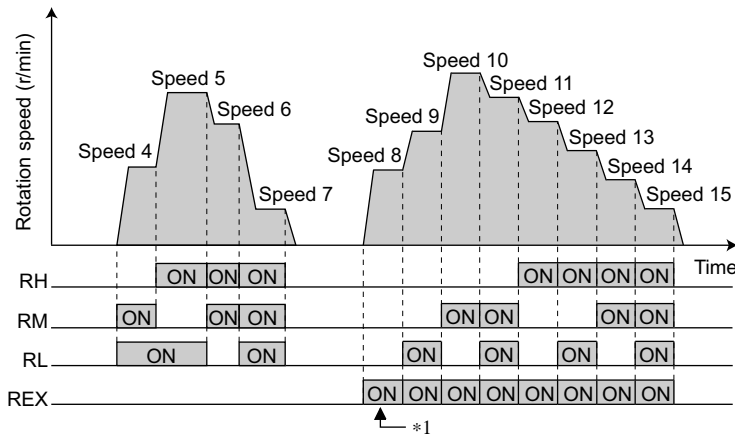 Rotation speed (r/min)
Speed 4
Speed 5
Speed 6
Speed 7
Speed 8
Speed 9
Speed 10
Speed 11
Speed 12
Speed 13
Speed 14
Speed 15
Time
RH ON ON ON ON ON ON ON
RM ON ON ON ON ON ON ON
RL ON ON ON ON ON ON
REX ON ON ON ON ON ON ON ON
*1